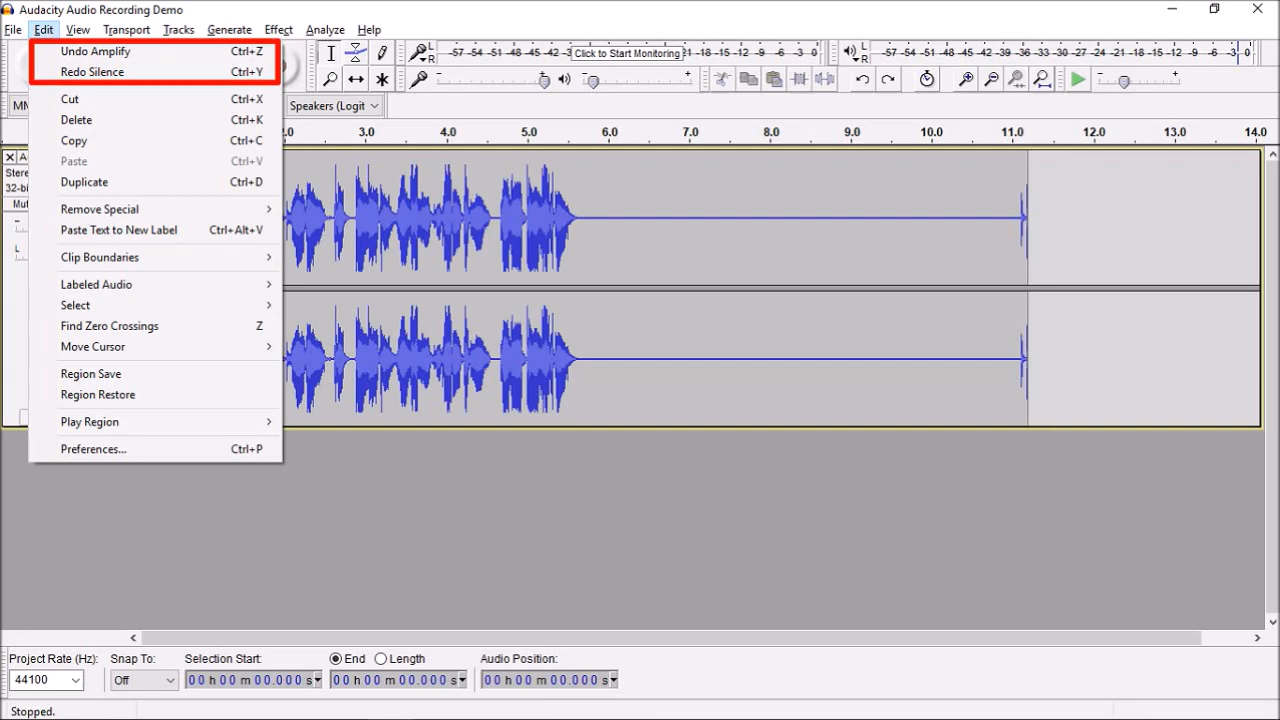 Audacity Audio Recording Demo
File Edit View Transport Tracks Generate Effect Analyze Help
Undo Amplify Ctrl+Z
Redo Silence Ctrl+Y
Cut Ctrl+X
Delete Ctrl+K
Copy Ctrl+C
Paste Ctrl+V
Duplicate Ctrl+D
Remove Special
Paste Text to New Label Ctrl+Alt+V
Clip Boundaries
Labeled Audio
Select
Find Zero Crossings Z
Move Cursor
Region Save
Region Restore
Play Region
Preferences... Ctrl+P
L
R
-57 -54 -51 -48 -45 -42 Click to Start Monitoring -18 -15 -12 -9 -6 -3 0
L
R
-57 -54 -51 -48 -45 -42 -39 -36 -33 -30 -27 -24 -21 -18 -15 -12 -9 -6 -3 0
Speakers (Logit
3.0 4.0 5.0 6.0 7.0 8.0 9.0 10.0 11.0 12.0 13.0 14.0
Project Rate (Hz): Snap To: Selection Start: End Length Audio Position:
44100 Off 00 h 00 m 00.000 s 00 h 00 m 00.000 s 00 h 00 m 00.000 s
Stopped.